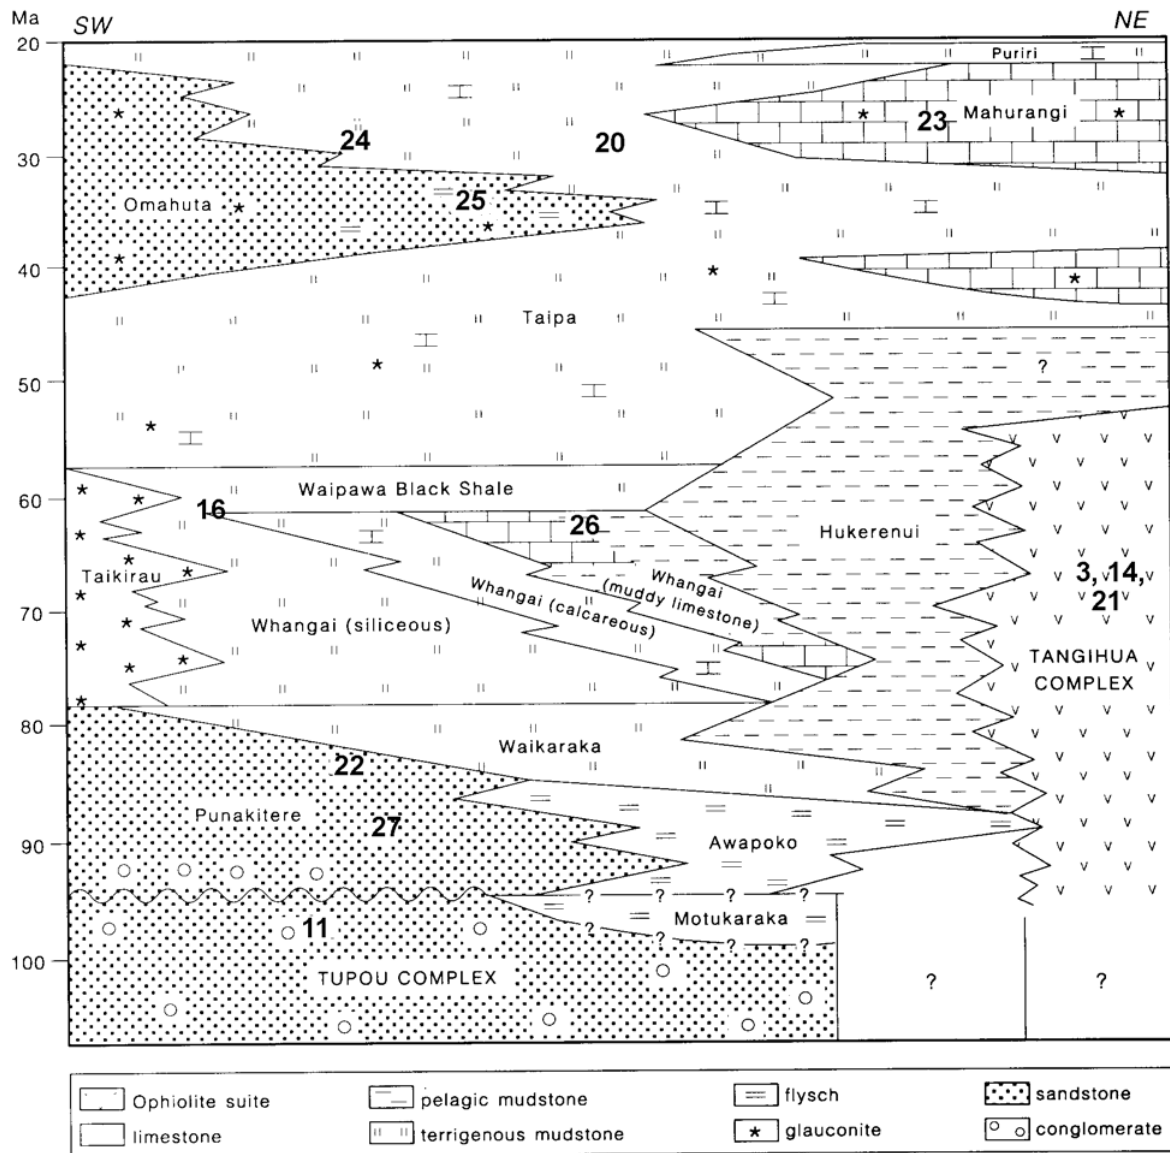 Ma SW NE
20
Puriri
23 Mahurangi
24 20
30
25
Omahuta
40
Taipa
?
50
Waipawa Black Shale
60
16 26
Hukerenui
Taikirau
Whangai
(muddy limestone)
Whangai (calcareous)
3, 14,
21
Whangai (siliceous)
70
TANGIHUA
COMPLEX
80
Waikaraka
22
Punakitere
27
Awapoko
90
? ? ?
Motukaraka
11
? ? ? ?
100
TUPOU COMPLEX
? ?
Ophiolite suite pelagic mudstone flysch sandstone
limestone terrigenous mudstone glauconite conglomerate